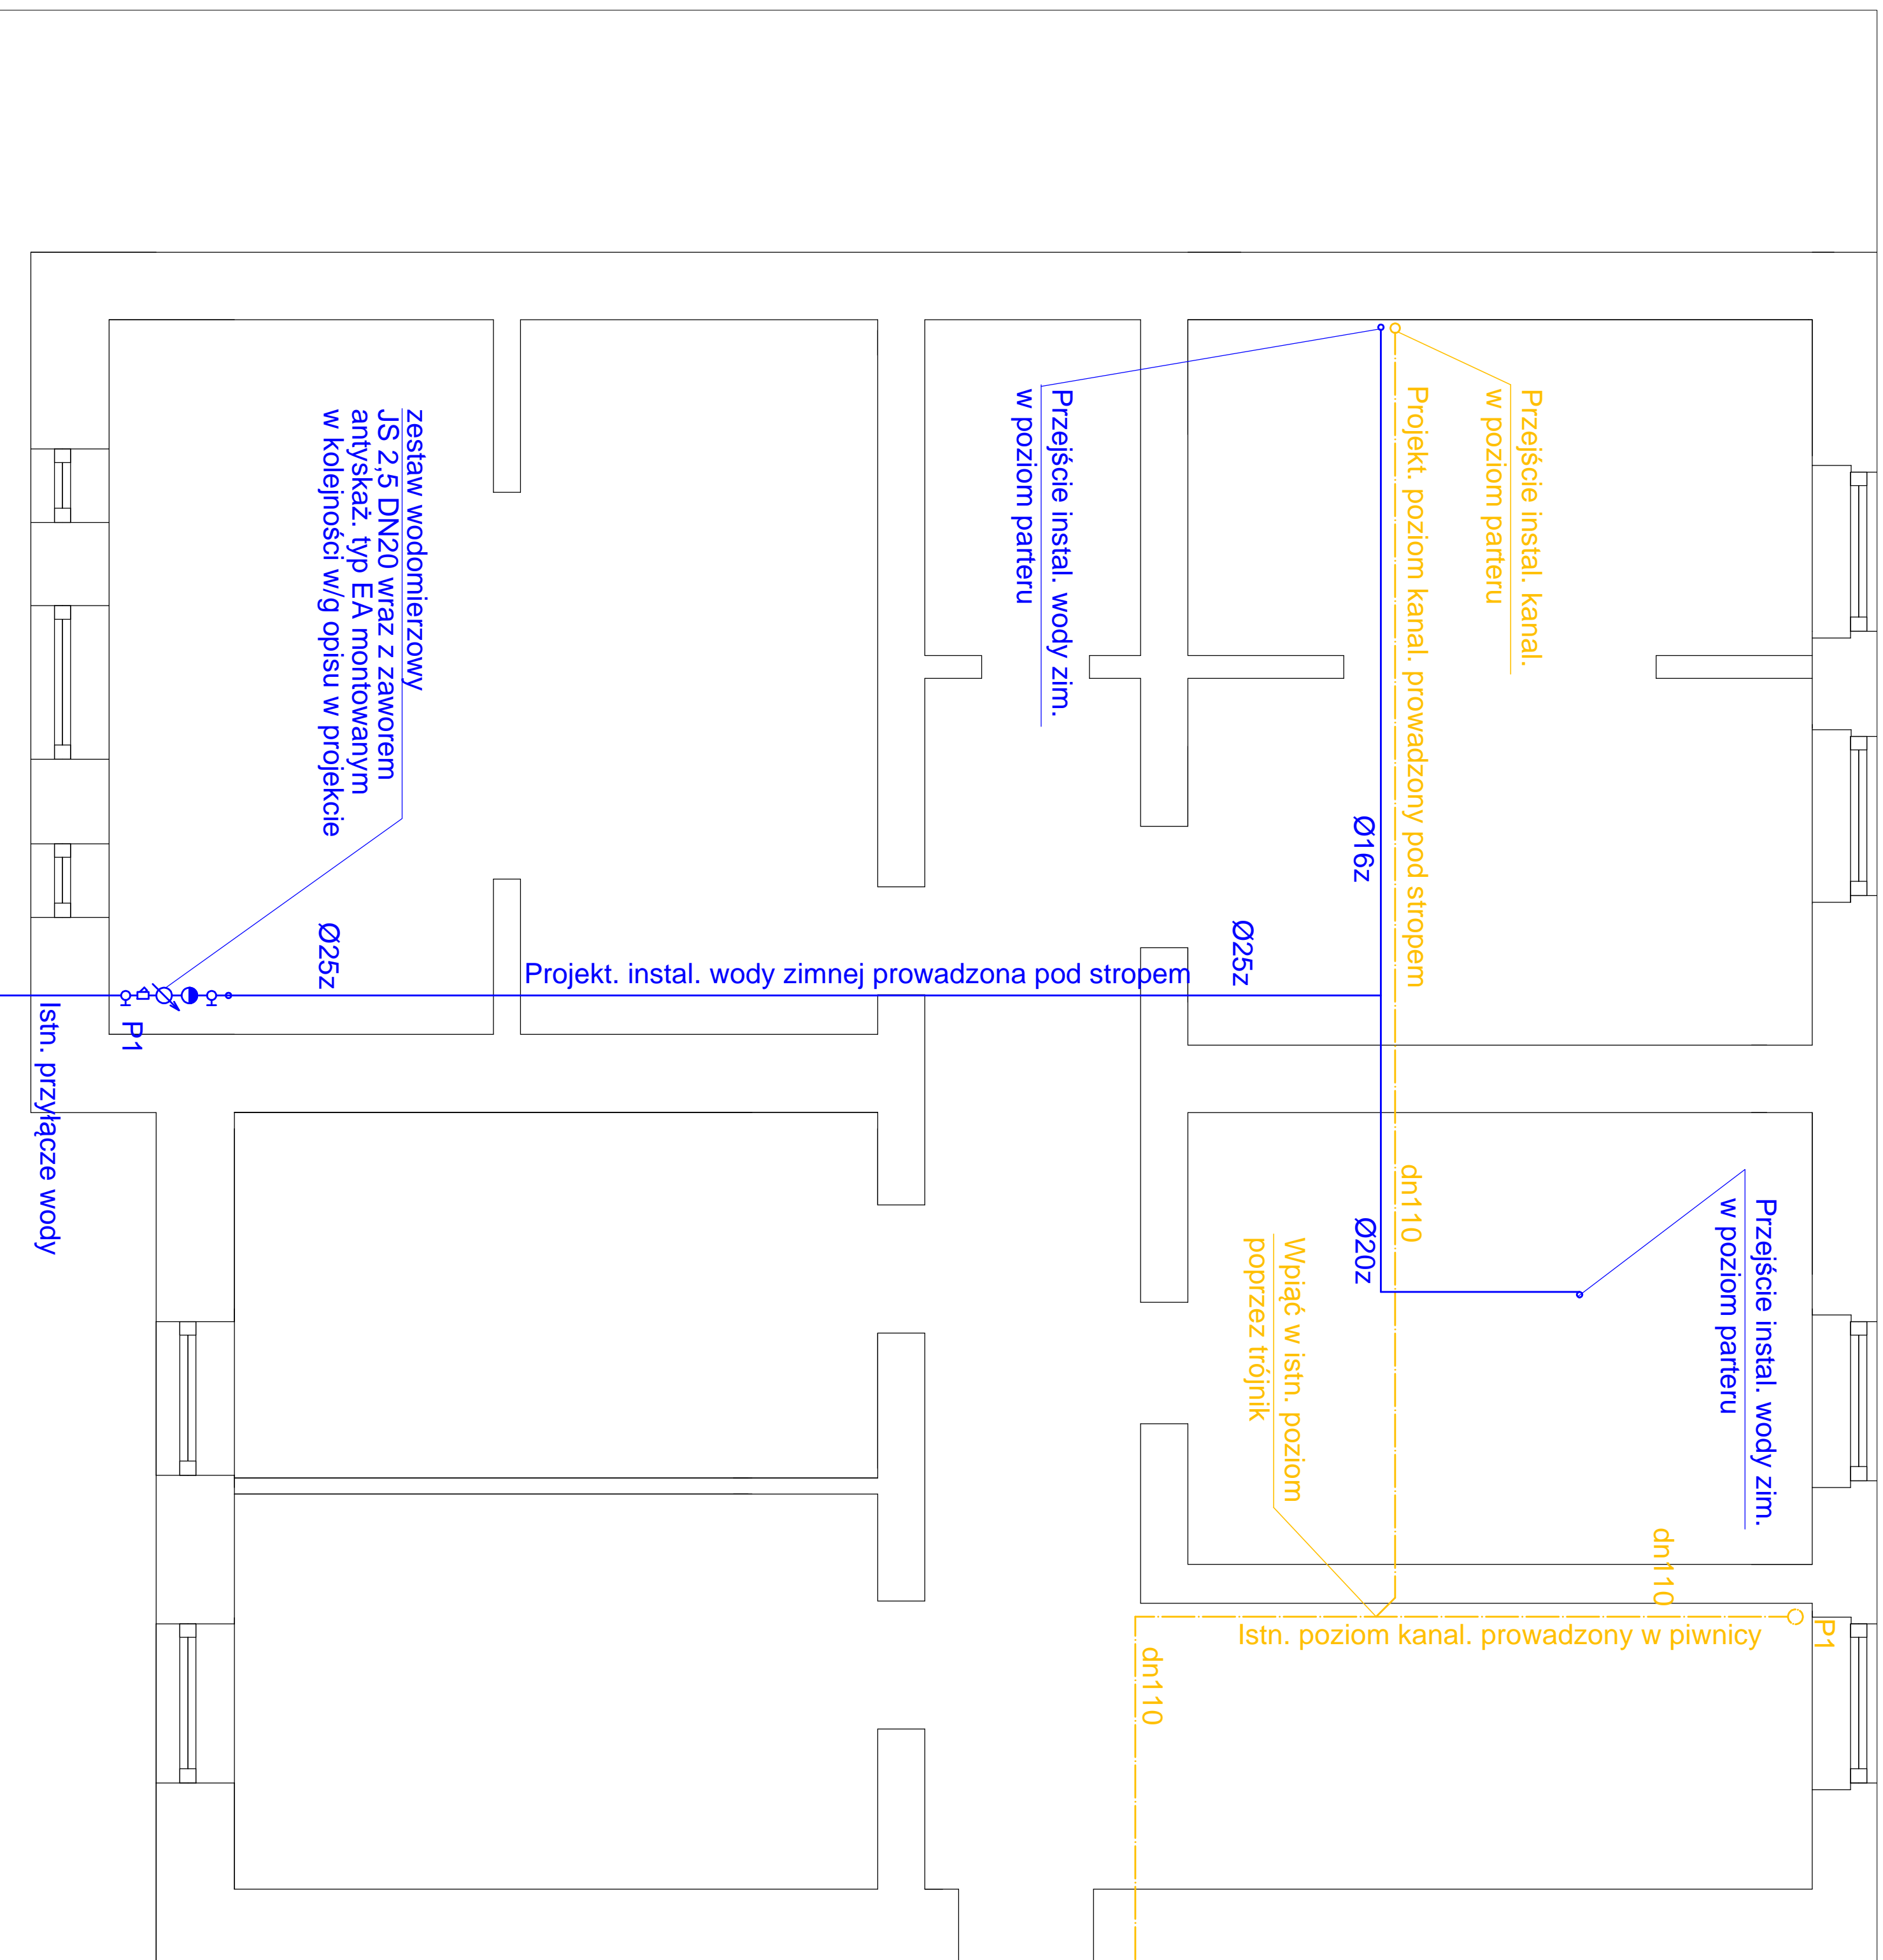 Przejście instal. kanal.
w poziom parteru
Projekt. poziom kanal. prowadzony pod stropem
Przejście instal. wody zim.
w poziom parteru
zestaw wodomierzowy
JS 2,5 DN20 wraz z zaworem
antyskaż. typ EA montowanym
w kolejności w/g opisu w projekcie
Ø16z
Ø25z
Ø25z
Projekt. instal. wody zimnej prowadzona pod stropem
P1
Istn. przyłącze wody
dn110
Ø20z
Przejście instal. wody zim.
w poziom parteru
Wpiąć w istn. poziom
poprzez trójnik
dn110
P1
Istn. poziom kanal. prowadzony w piwnicy
dn110